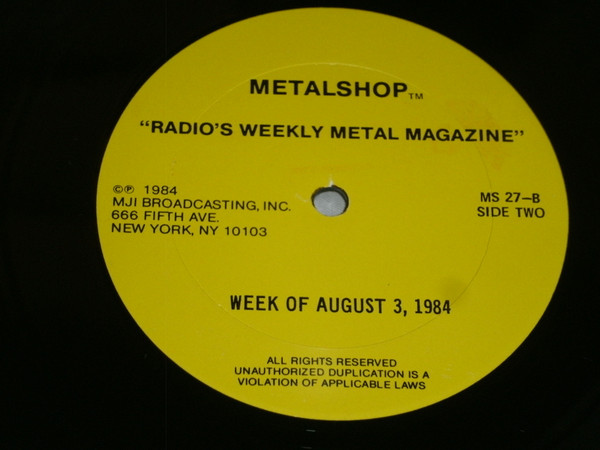 METALSHOP™
“RADIO'S WEEKLY METAL MAGAZINE”
©℗ 1984
MJI BROADCASTING, INC.
666 FIFTH AVE.
NEW YORK, NY 10103
MS 27-B
SIDE TWO
WEEK OF AUGUST 3, 1984
ALL RIGHTS RESERVED
UNAUTHORIZED DUPLICATION IS A
VIOLATION OF APPLICABLE LAWS